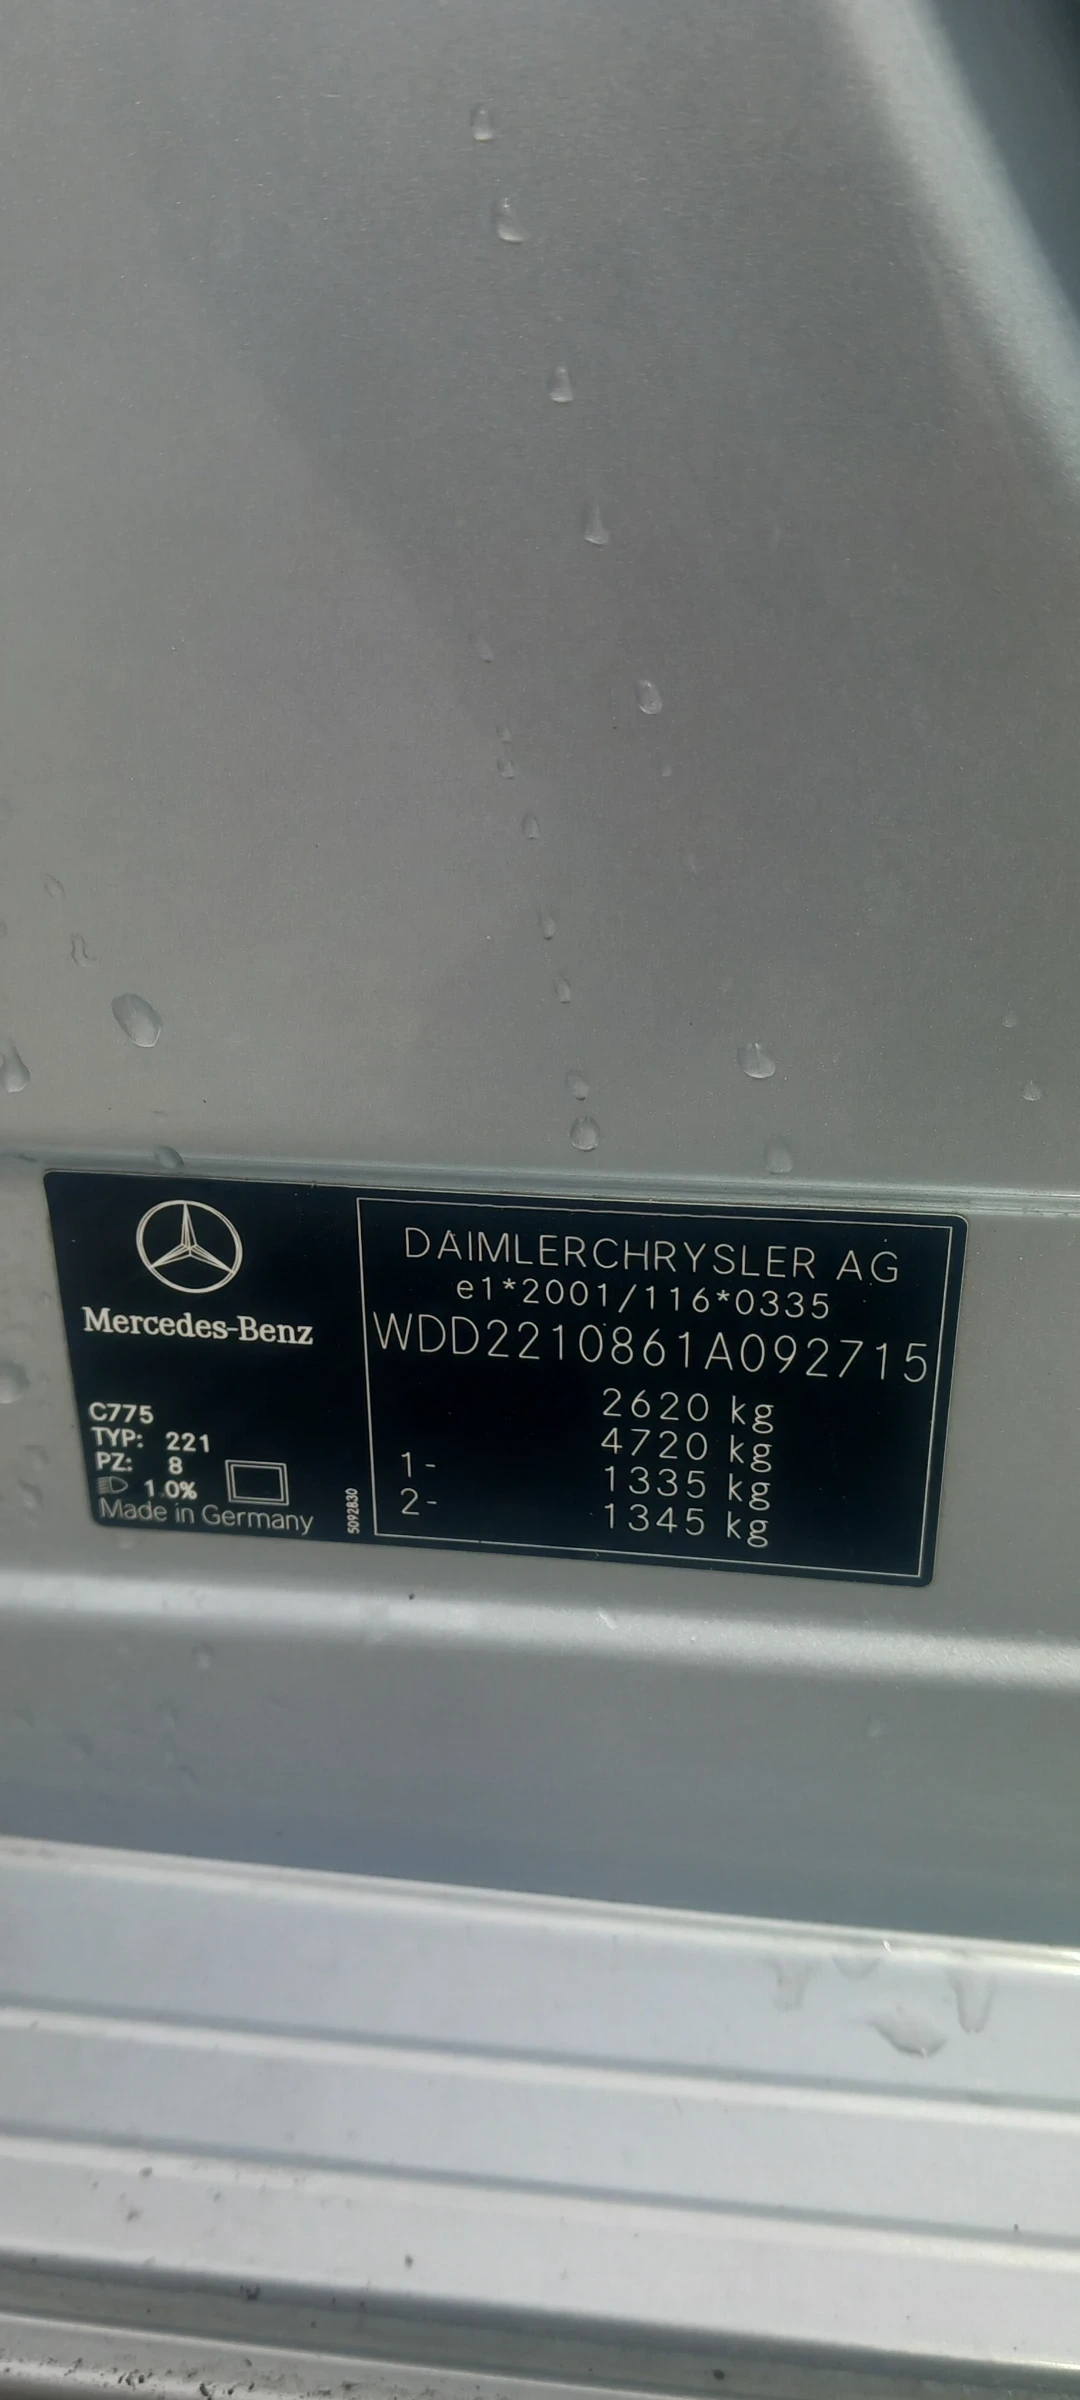 Mercedes-Benz
C775
TYP: 221
PZ: 8
1.0%
Made in Germany
5092830
DAIMLERCHRYSLER AG
e1*2001/116*0335
WDD2210861A092715
2620 kg
4720 kg
1- 1335 kg
2- 1345 kg